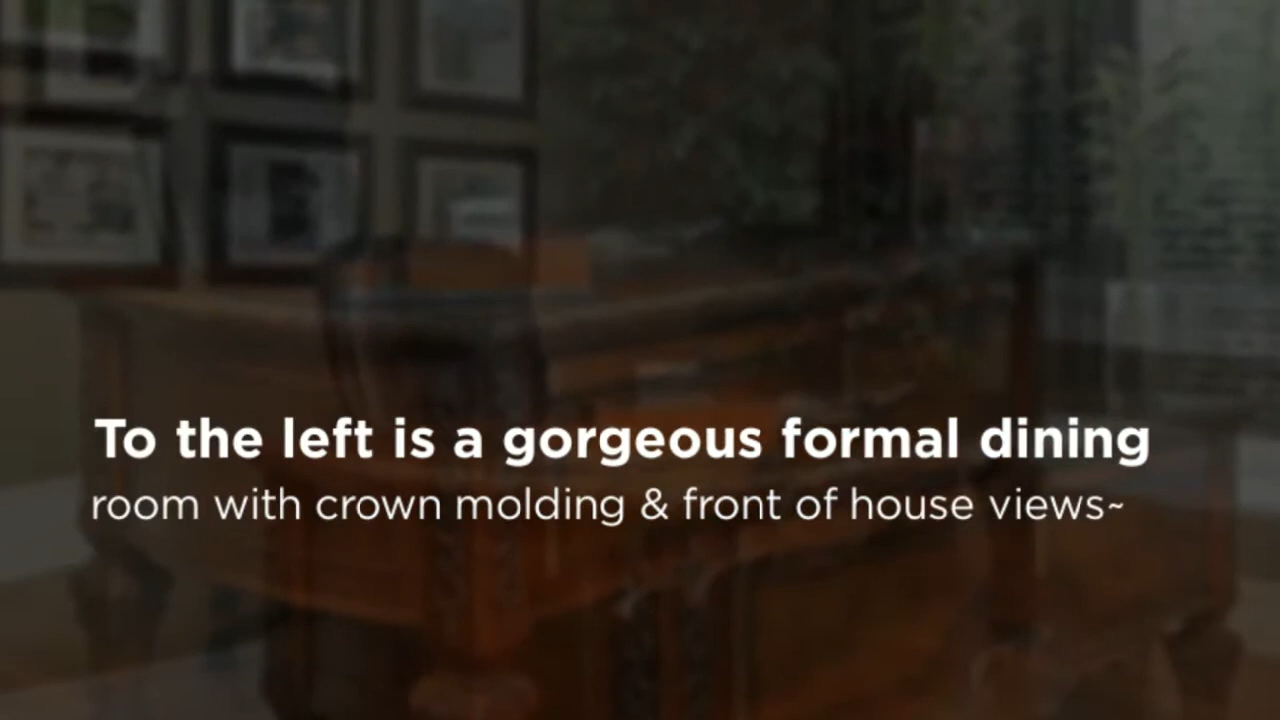 To the left is a gorgeous formal dining
room with crown molding & front of house views~